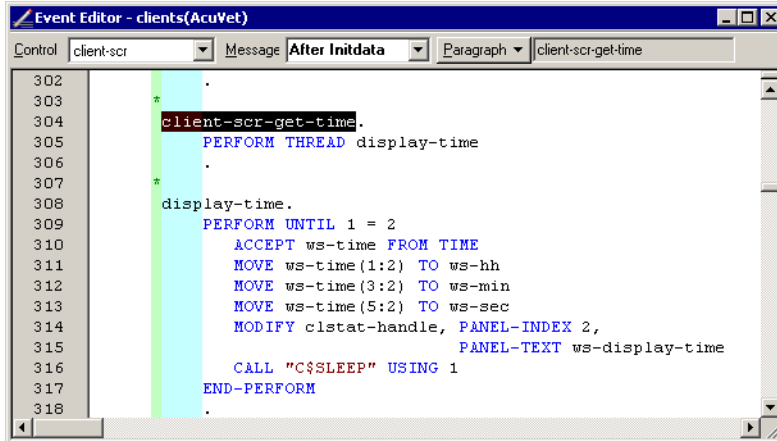 Event Editor - clients(AcuVet)
Control client-scr Message After Initdata Paragraph client-scr-get-time
302 .
303 *
304 client-scr-get-time.
305 PERFORM THREAD display-time
306 .
307 *
308 display-time.
309 PERFORM UNTIL 1 = 2
310 ACCEPT ws-time FROM TIME
311 MOVE ws-time(1:2) TO ws-hh
312 MOVE ws-time(3:2) TO ws-min
313 MOVE ws-time(5:2) TO ws-sec
314 MODIFY clstat-handle, PANEL-INDEX 2,
315 PANEL-TEXT ws-display-time
316 CALL "C$SLEEP" USING 1
317 END-PERFORM
318 .